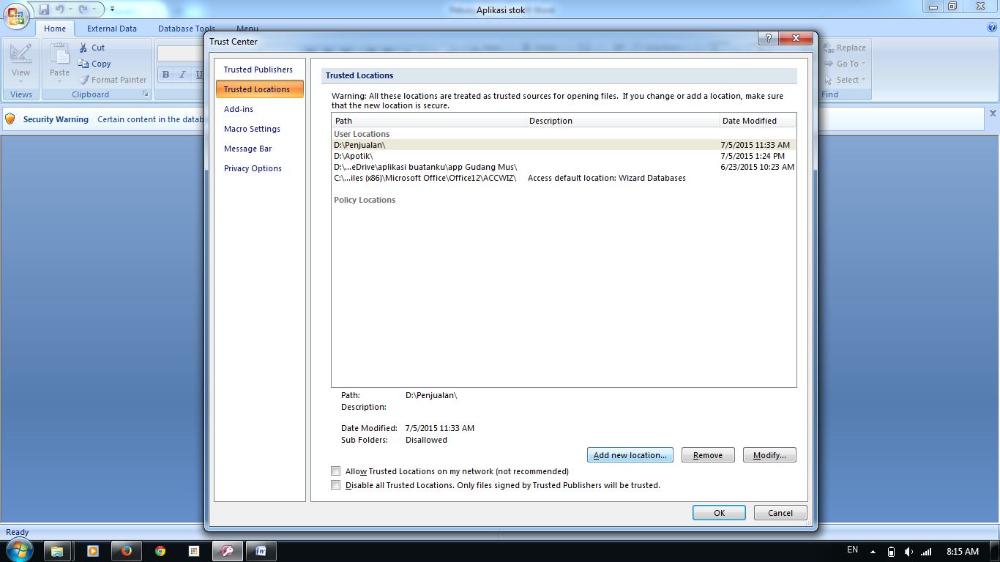 Aplikasi stok
Home External Data Database Tools Menu
View
Views
Paste
Cut
Copy
Format Painter
Clipboard
B I U
Replace
Go To
Select
Find
Security Warning Certain content in the datab
Trust Center
Trusted Publishers
Trusted Locations
Add-ins
Macro Settings
Message Bar
Privacy Options
Trusted Locations
Warning: All these locations are treated as trusted sources for opening files. If you change or add a location, make sure
that the new location is secure.
Path Description Date Modified
User Locations
D:\Penjualan\ 7/5/2015 11:33 AM
D:\Apotik\ 7/5/2015 1:24 PM
D:\...eDrive\aplikasi buatanku\app Gudang Mus\ 6/23/2015 10:23 AM
C:\...iles (x86)\Microsoft Office\Office12\ACCWIZ\ Access default location: Wizard Databases
Policy Locations
Path: D:\Penjualan\
Description:
Date Modified: 7/5/2015 11:33 AM
Sub Folders: Disallowed
Add new location... Remove Modify...
Allow Trusted Locations on my network (not recommended)
Disable all Trusted Locations. Only files signed by Trusted Publishers will be trusted.
OK Cancel
Ready
EN 8:15 AM